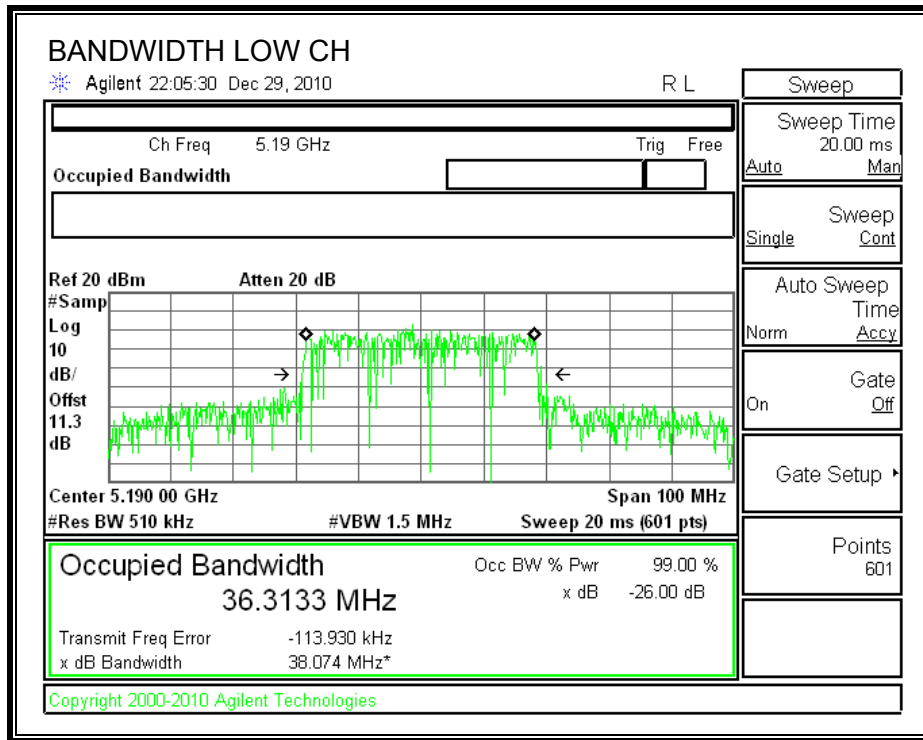 BANDWIDTH LOW CH
Agilent 22:05:30 Dec 29, 2010 R L
Ch Freq 5.19 GHz Trig Free
Occupied Bandwidth
Ref 20 dBm Atten 20 dB
#Samp
Log
10
dB/
Offst
11.3
dB
Center 5.190 00 GHz Span 100 MHz
#Res BW 510 kHz #VBW 1.5 MHz Sweep 20 ms (601 pts)
Occupied Bandwidth Occ BW % Pwr 99.00 %
36.3133 MHz x dB -26.00 dB
Transmit Freq Error -113.930 kHz
x dB Bandwidth 38.074 MHz*
Copyright 2000-2010 Agilent Technologies
Sweep
Sweep Time
20.00 ms
Auto Man
Sweep
Single Cont
Auto Sweep
Time
Norm Accy
Gate
On Off
Gate Setup
Points
601